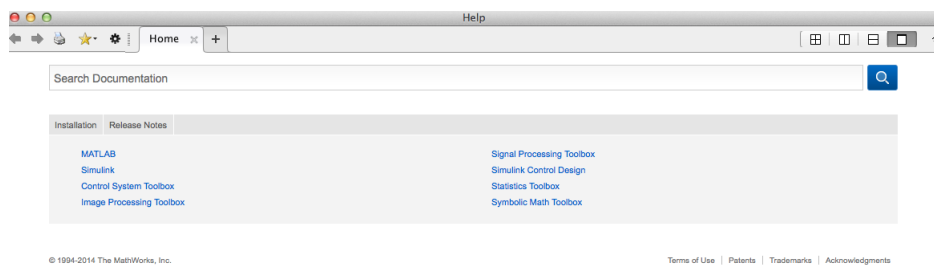 Help
Home
Search Documentation
Installation Release Notes
MATLAB
Simulink
Control System Toolbox
Image Processing Toolbox
Signal Processing Toolbox
Simulink Control Design
Statistics Toolbox
Symbolic Math Toolbox
© 1994-2014 The MathWorks, Inc.
Terms of Use | Patents | Trademarks | Acknowledgments